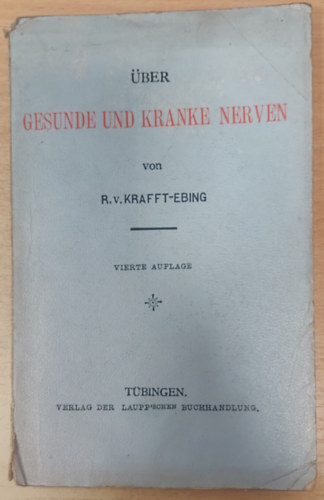 ÜBER
GESUNDE UND KRANKE NERVEN
von
R. v. KRAFFT-EBING
VIERTE AUFLAGE
TÜBINGEN,
VERLAG DER LAUPP'SCHEN BUCHHANDLUNG.